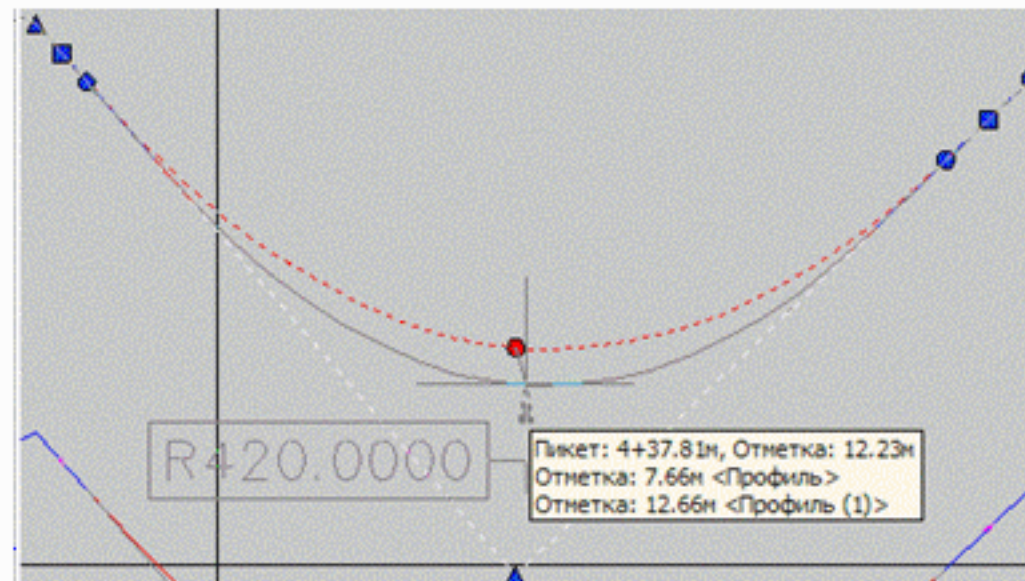 R420.0000
Пикет: 4+37.81м, Отметка: 12.23м
Отметка: 7.66м <Профиль>
Отметка: 12.66м <Профиль (1)>